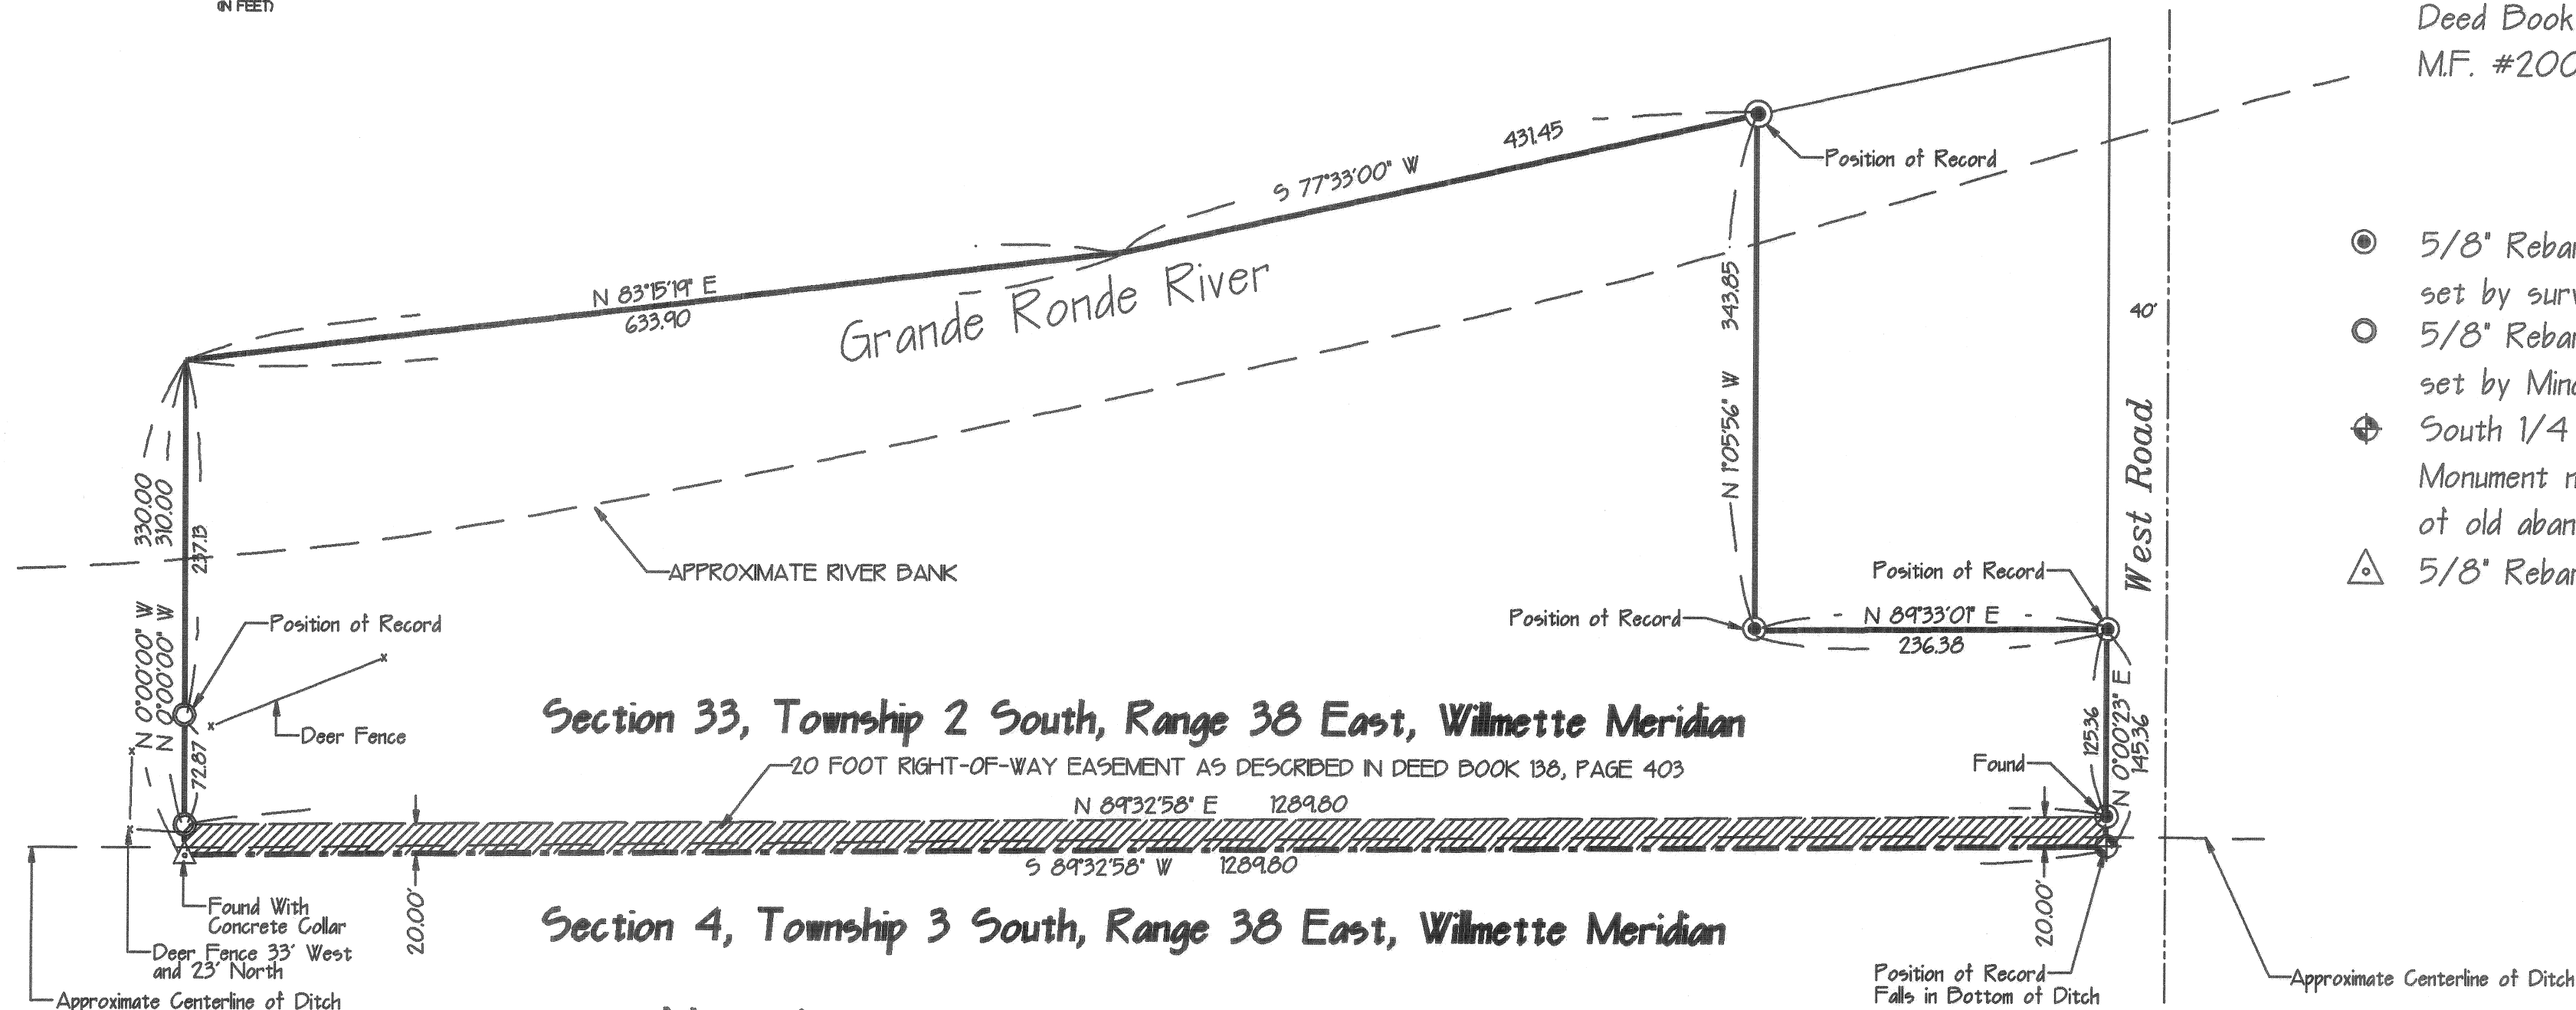 (IN FEET)
Deed Book
M.F. #200
431.45
S 77°33'00" W
Position of Record
N 83°15'19" E
633.90
Grande Ronde River
343.85
N 1°05'56" W
40'
West Road
5/8" Rebar
set by surv
5/8" Rebar
set by Mino
South 1/4
Monument n
of old aban
5/8" Rebar
330.00
310.00
237.13
N 0°00'00" W
N 0°00'00" W
72.87
APPROXIMATE RIVER BANK
Position of Record
Deer Fence
Position of Record
Position of Record
N 89°33'01" E
236.38
Section 33, Township 2 South, Range 38 East, Willmette Meridian
20 FOOT RIGHT-OF-WAY EASEMENT AS DESCRIBED IN DEED BOOK 138, PAGE 403
Found
125.36
N 0°00'23" E
145.36
N 89°32'58" E 1289.80
S 89°32'58" W 1289.80
20.00'
20.00'
Section 4, Township 3 South, Range 38 East, Willmette Meridian
Found With
Concrete Collar
Deer Fence 33' West
and 23' North
Approximate Centerline of Ditch
Position of Record
Falls in Bottom of Ditch
Approximate Centerline of Ditch